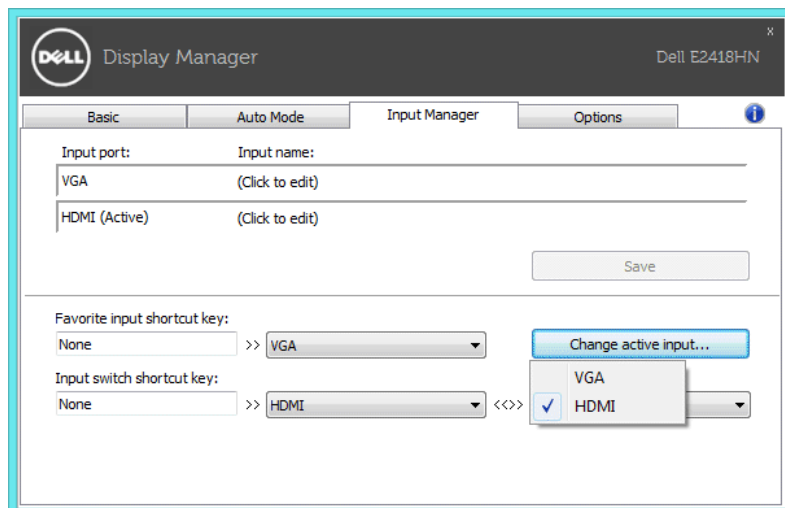 DELL Display Manager Dell E2418HN x
Basic Auto Mode Input Manager Options i
Input port: Input name:
VGA (Click to edit)
HDMI (Active) (Click to edit)
Save
Favorite input shortcut key:
None >> VGA Change active input...
Input switch shortcut key:
None >> HDMI <<>>
VGA
✓ HDMI